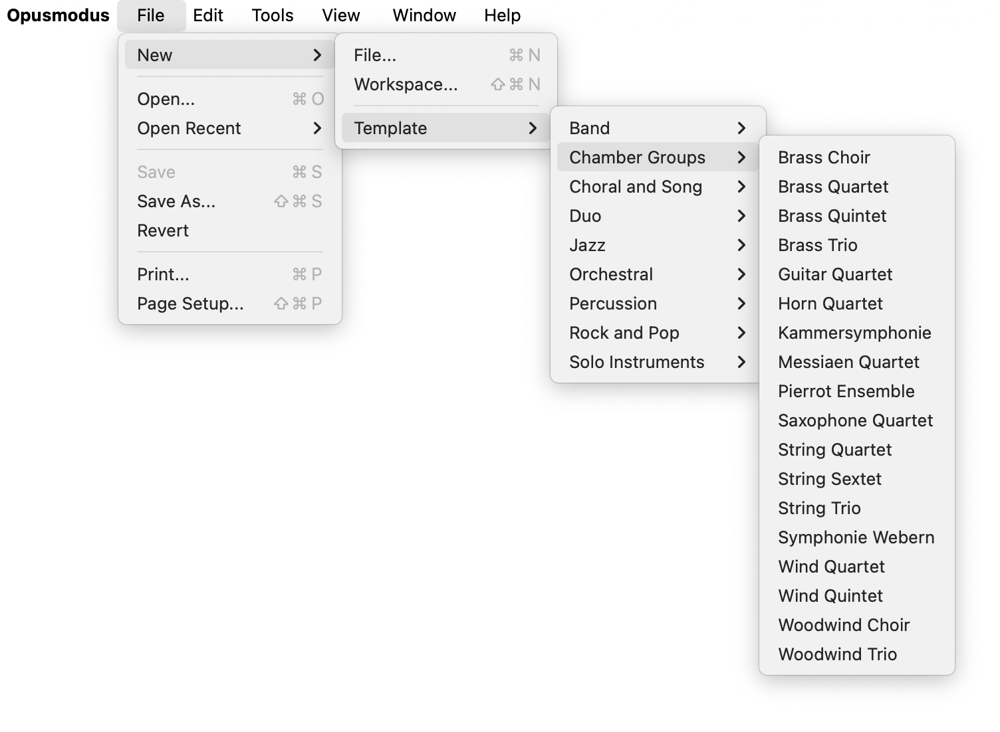 Opusmodus File Edit Tools View Window Help
New
Open... ⌘ O
Open Recent
Save ⌘ S
Save As... ⇧ ⌘ S
Revert
Print... ⌘ P
Page Setup... ⇧ ⌘ P
File... ⌘ N
Workspace... ⇧ ⌘ N
Template
Band
Chamber Groups
Choral and Song
Duo
Jazz
Orchestral
Percussion
Rock and Pop
Solo Instruments
Brass Choir
Brass Quartet
Brass Quintet
Brass Trio
Guitar Quartet
Horn Quartet
Kammersymphonie
Messiaen Quartet
Pierrot Ensemble
Saxophone Quartet
String Quartet
String Sextet
String Trio
Symphonie Webern
Wind Quartet
Wind Quintet
Woodwind Choir
Woodwind Trio